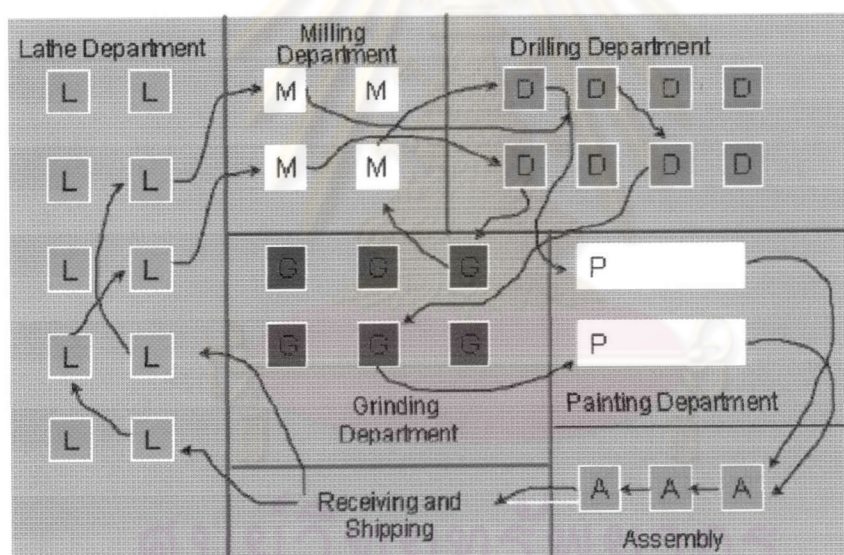 Lathe Department
Milling
Department
Drilling Department
L L
M M
D D D D
L L
M M
D D D D
L L
G G G
P
L L
G G G
P
Grinding
Department
Painting Department
L L
Receiving and
Shipping
A A A
Assembly